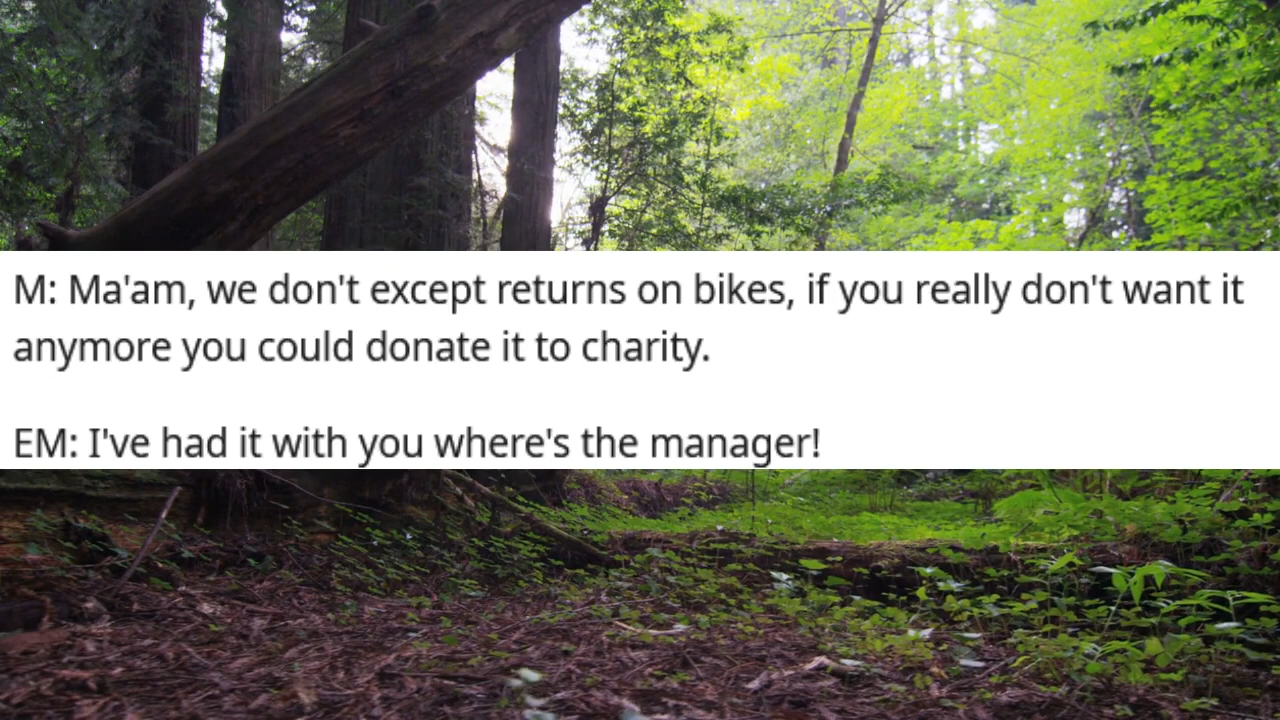 M: Ma'am, we don't except returns on bikes, if you really don't want it
anymore you could donate it to charity.
EM: I've had it with you where's the manager!